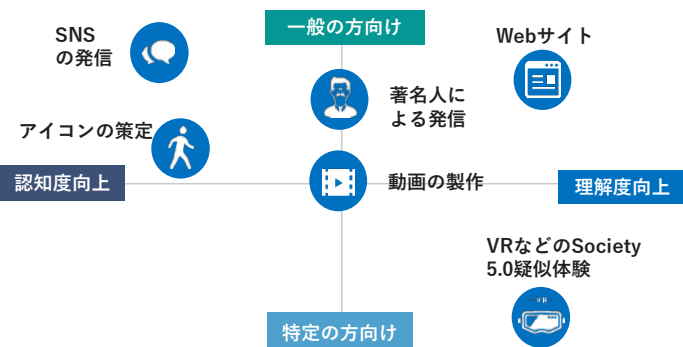 一般の方向け
SNS
の発信
Webサイト
著名人に
よる発信
アイコンの策定
認知度向上
動画の製作
理解度向上
VRなどのSociety
5.0疑似体験
VR
特定の方向け